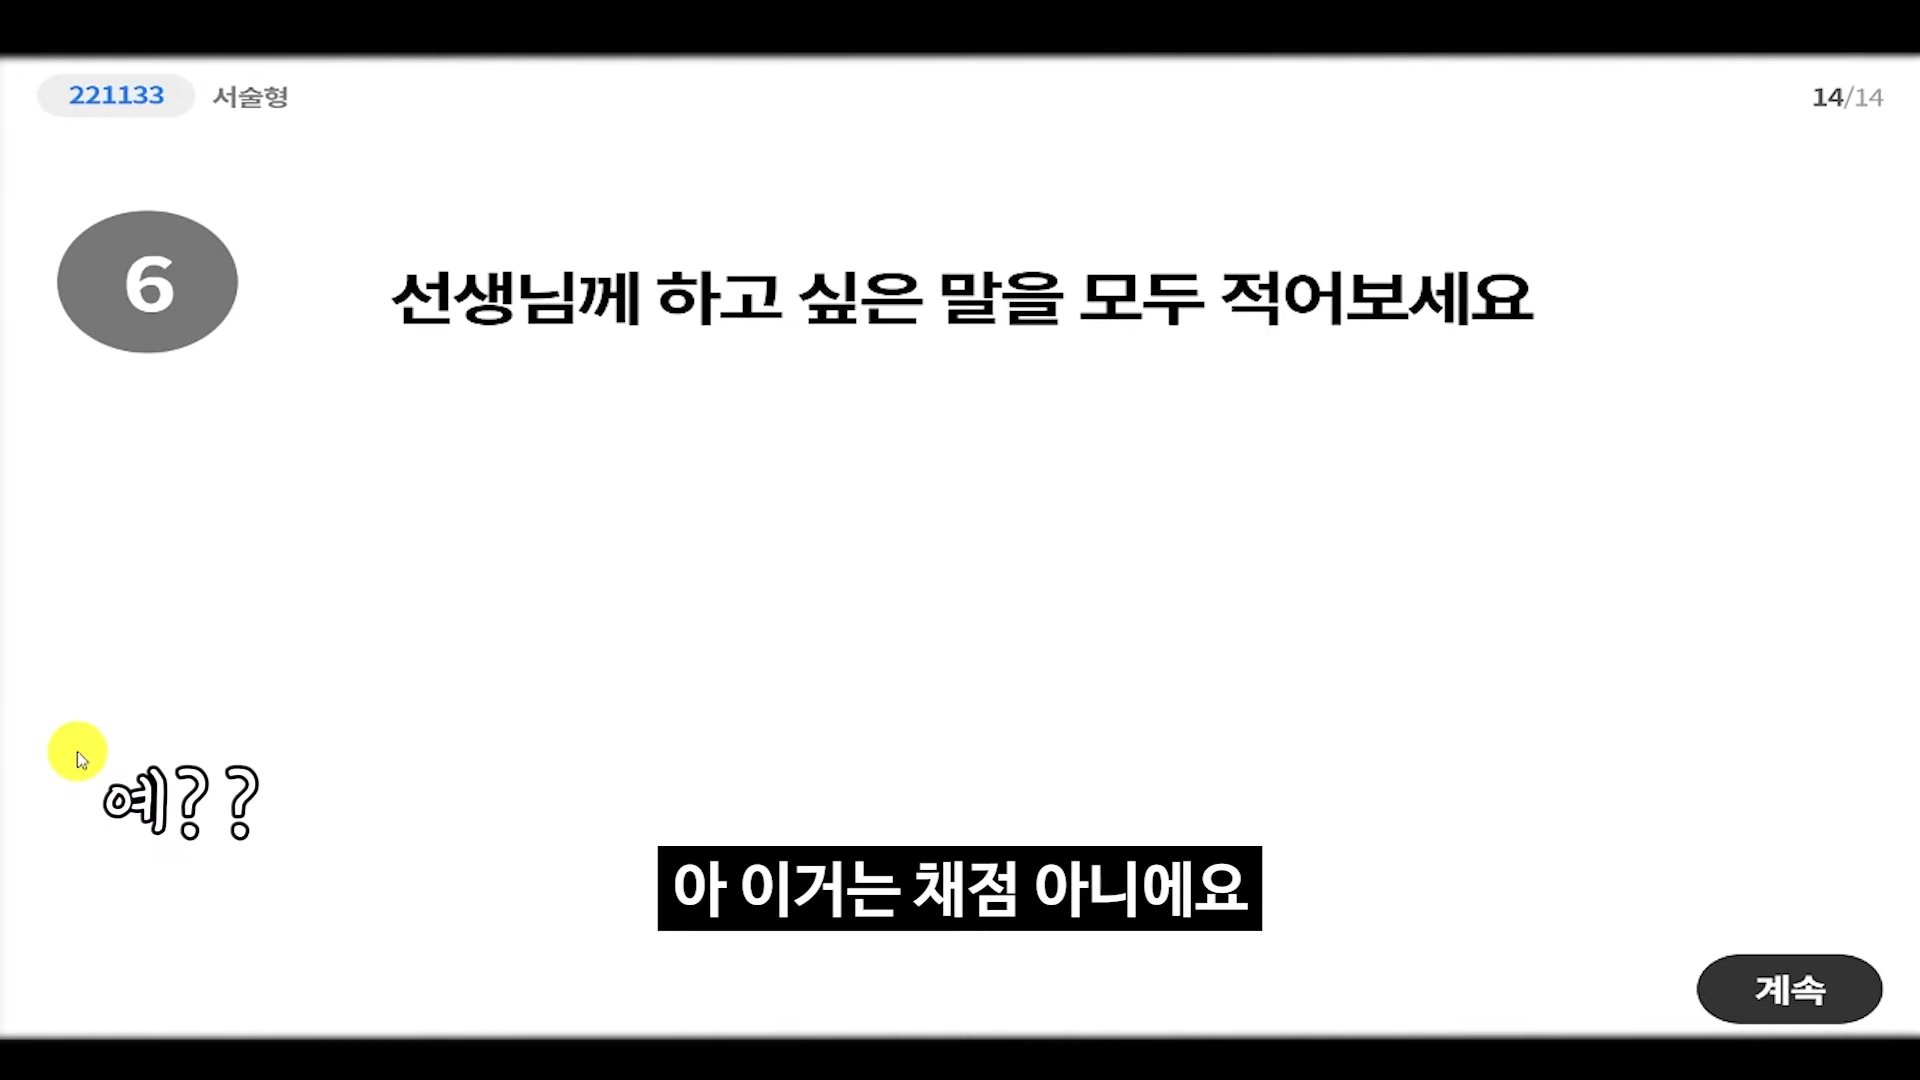 221133 서술형 14/14
6 선생님께 하고 싶은 말을 모두 적어보세요
예??
아 이거는 채점 아니에요
계속